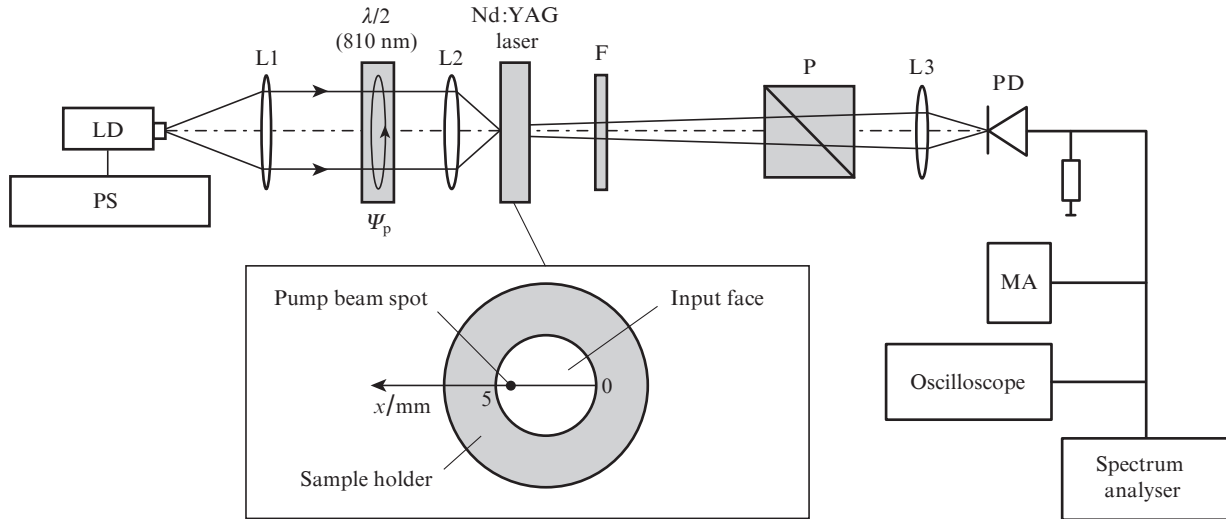 λ/2
(810 nm)
Nd:YAG
laser
L1
L2
F
P
L3
PD
LD
PS
Ψp
MA
Oscilloscope
Spectrum
analyser
Pump beam spot
Input face
5
0
x/mm
Sample holder